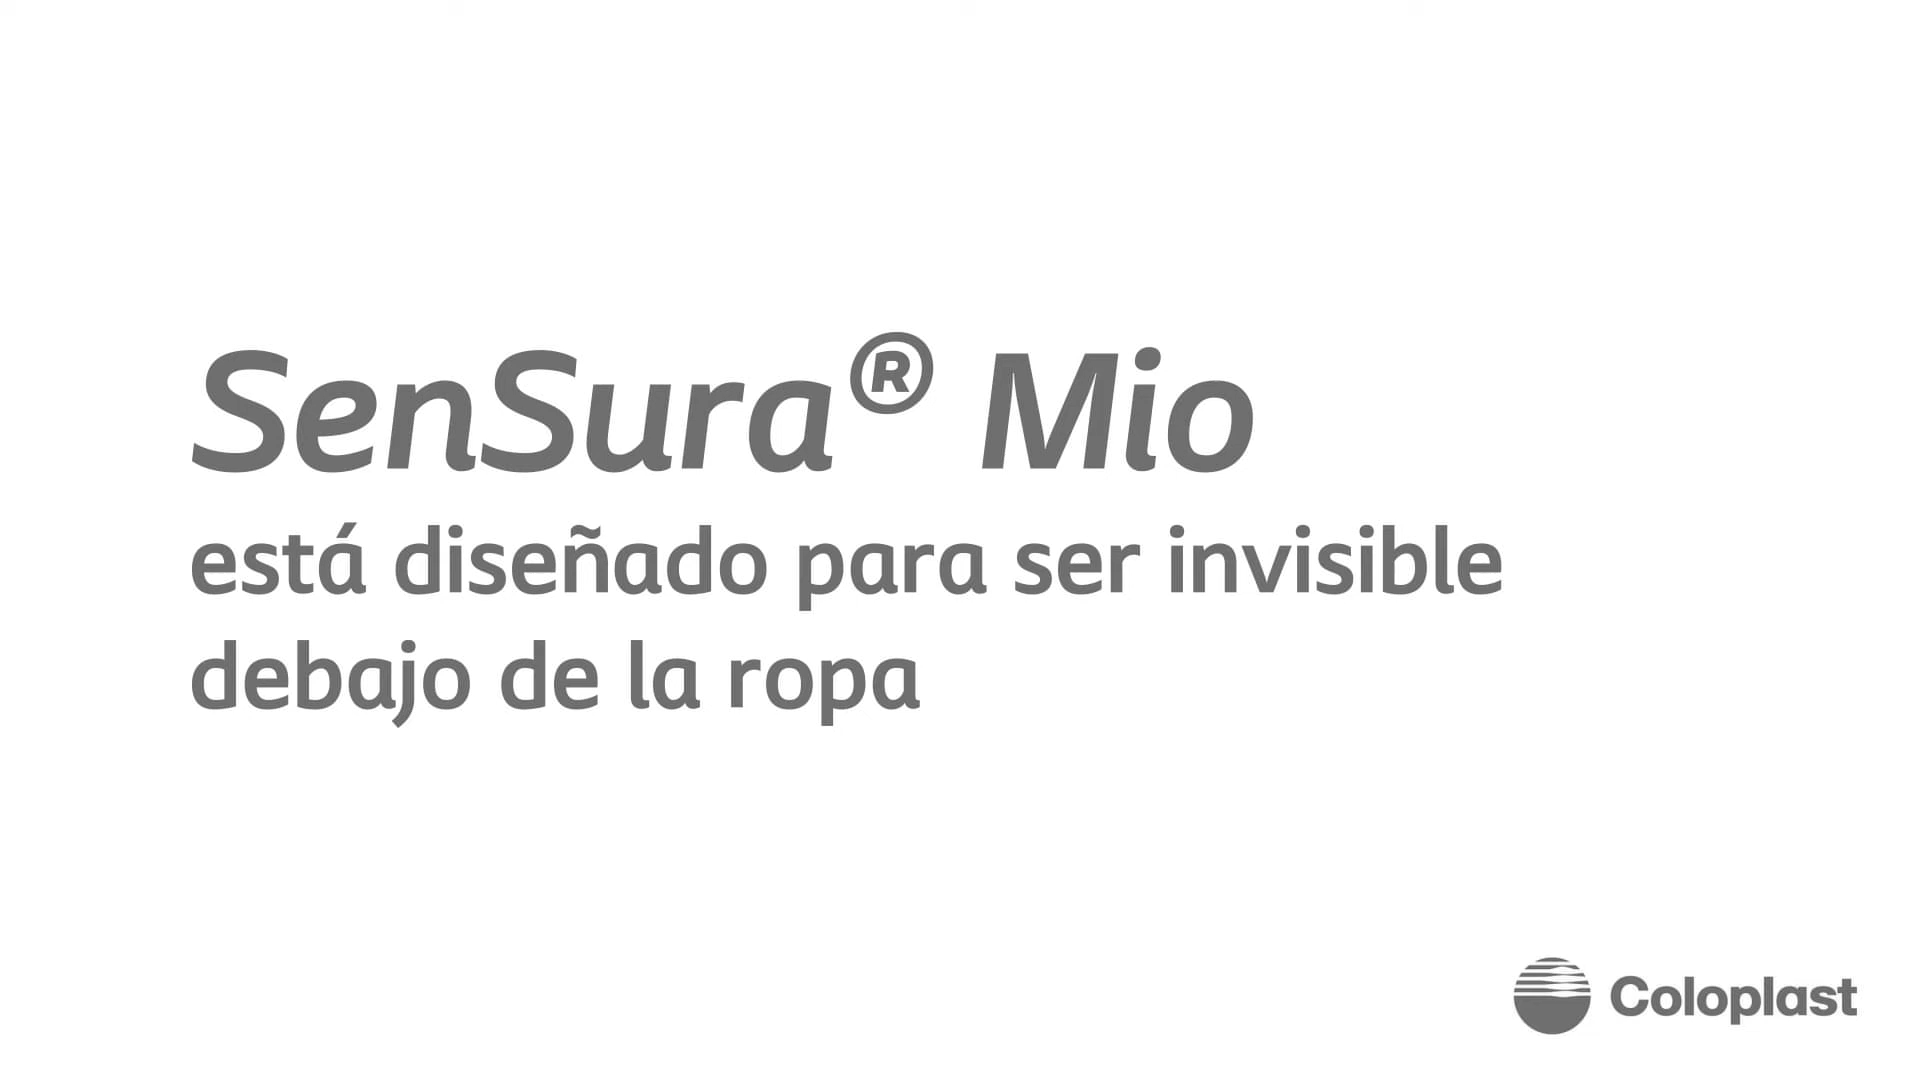 SenSura® Mio
está diseñado para ser invisible
debajo de la ropa
Coloplast